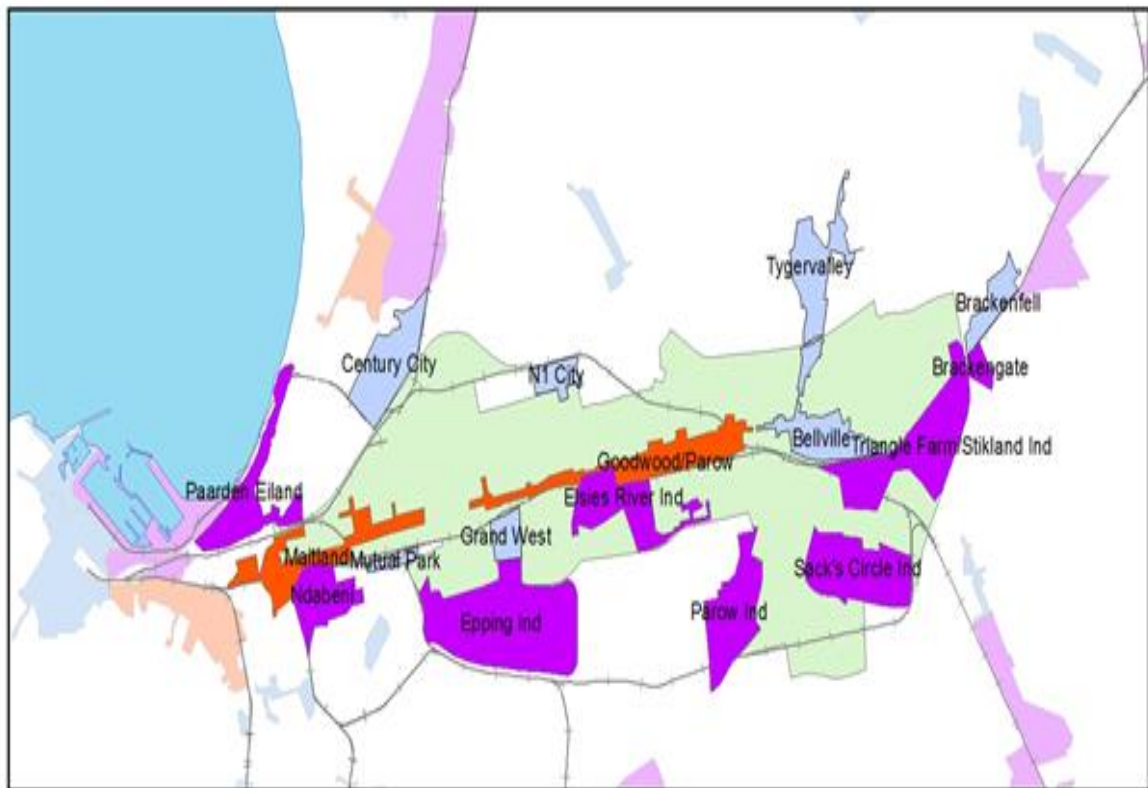 Tygervalley
Brackenfell
Century City
N1 City
Brackengate
Bellville
Triangle Farm/Stikland Ind
Goodwood/Parow
Paarden Eiland
Elsies River Ind
Grand West
Maitland
Mutual Park
Sack's Circle Ind
Ndabeni
Epping Ind
Parow Ind